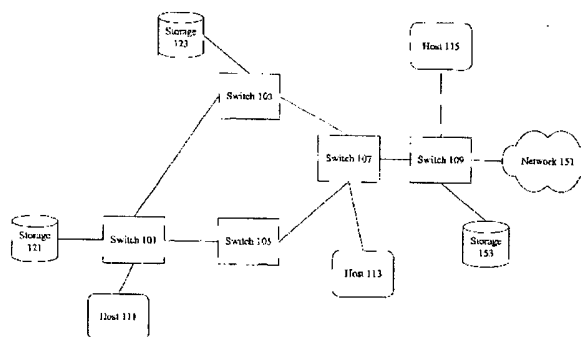 Storage
123
Host 115
Switch 103
Switch 107
Switch 109
Network 151
Storage
121
Switch 101
Switch 105
Storage
153
Host 113
Host 111